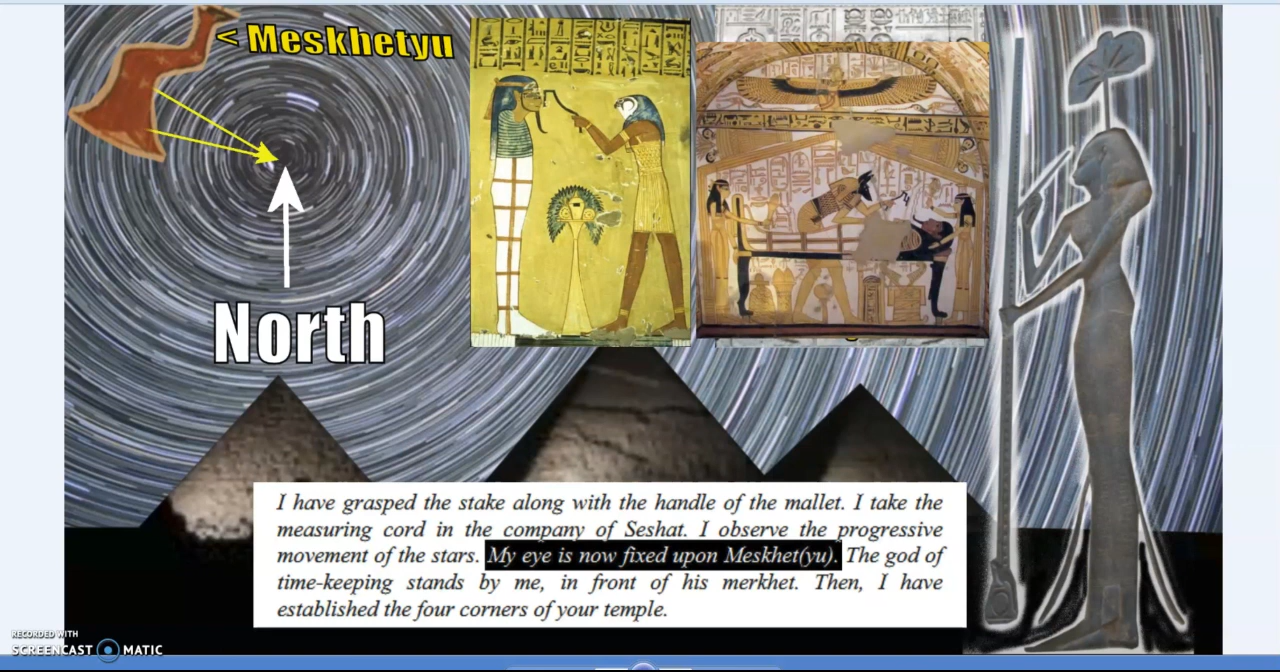 < Meskhetyu
North
I have grasped the stake along with the handle of the mallet. I take the
measuring cord in the company of Seshat. I observe the progressive
movement of the stars. My eye is now fixed upon Meskhet(yu). The god of
time-keeping stands by me, in front of his merkhet. Then, I have
established the four corners of your temple.
RECORDED WITH
SCREENCAST MATIC